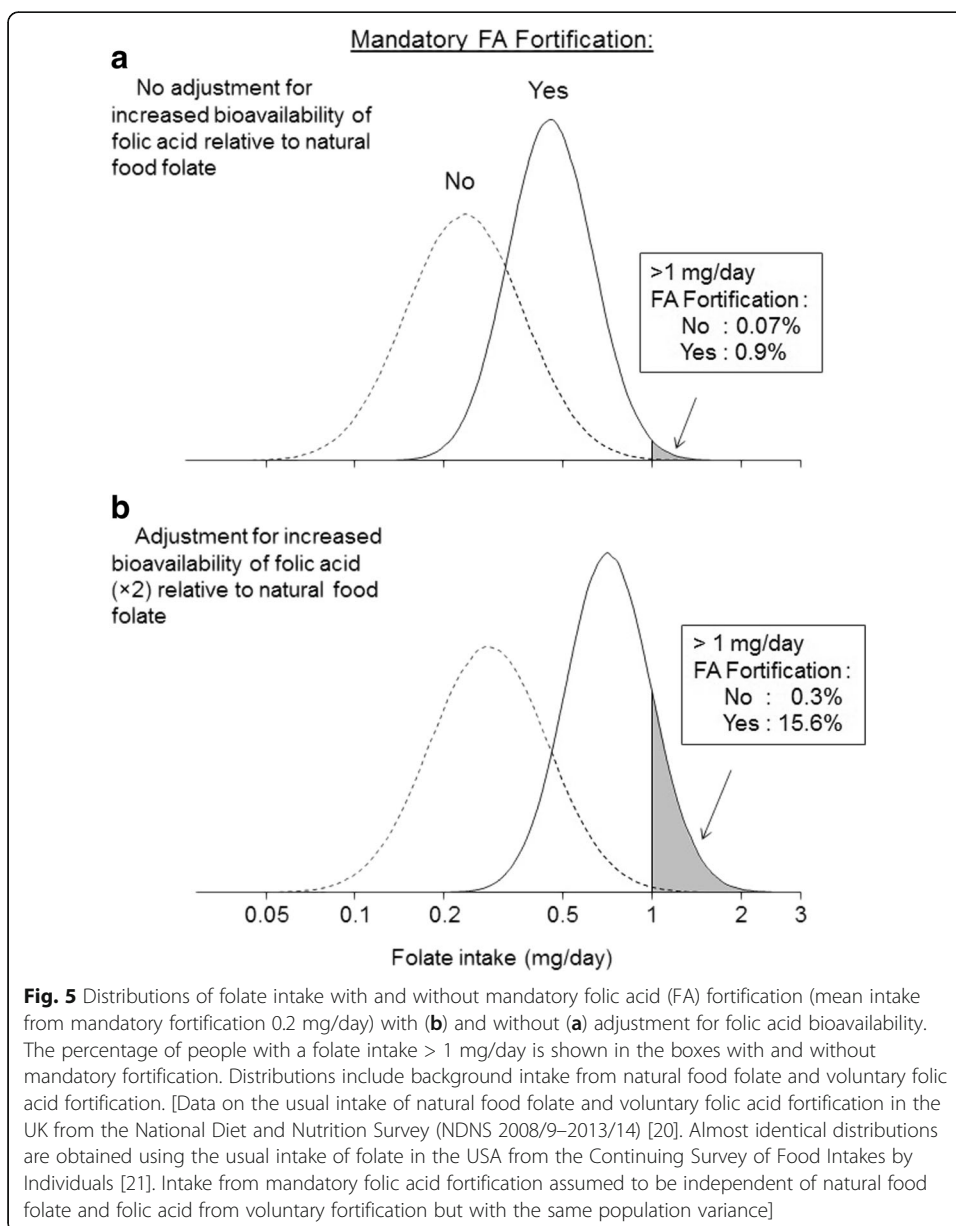 Mandatory FA Fortification:
a
No adjustment for
increased bioavailability of
folic acid relative to natural
food folate
Yes
No
>1 mg/day
FA Fortification :
No : 0.07%
Yes : 0.9%
b
Adjustment for increased
bioavailability of folic acid
(×2) relative to natural food
folate
> 1 mg/day
FA Fortification :
No : 0.3%
Yes : 15.6%
0.05 0.1 0.2 0.5 1 2 3
Folate intake (mg/day)
Fig. 5 Distributions of folate intake with and without mandatory folic acid (FA) fortification (mean intake
from mandatory fortification 0.2 mg/day) with (b) and without (a) adjustment for folic acid bioavailability.
The percentage of people with a folate intake > 1 mg/day is shown in the boxes with and without
mandatory fortification. Distributions include background intake from natural food folate and voluntary folic
acid fortification. [Data on the usual intake of natural food folate and voluntary folic acid fortification in the
UK from the National Diet and Nutrition Survey (NDNS 2008/9–2013/14) [20]. Almost identical distributions
are obtained using the usual intake of folate in the USA from the Continuing Survey of Food Intakes by
Individuals [21]. Intake from mandatory folic acid fortification assumed to be independent of natural food
folate and folic acid from voluntary fortification but with the same population variance]